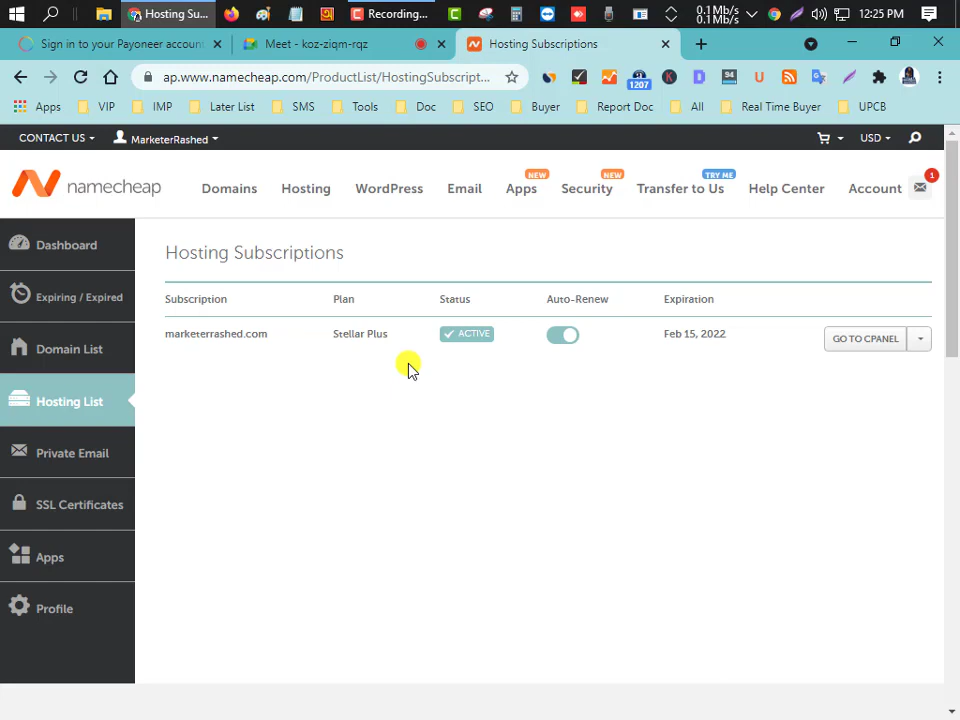 Hosting Su...
Recording...
0.1 Mb/s
0.1 Mb/s
12:25 PM
Sign in to your Payoneer accoun
Meet - koz-ziqm-rqz
Hosting Subscriptions
ap.www.namecheap.com/ProductList/HostingSubscript...
1207
94
Apps
VIP
IMP
Later List
SMS
Tools
Doc
SEO
Buyer
Report Doc
All
Real Time Buyer
UPCB
CONTACT US
MarketerRashed
USD
namecheap
Domains
Hosting
WordPress
Email
Apps
NEW
Security
NEW
Transfer to Us
TRY ME
Help Center
Account
1
Dashboard
Expiring / Expired
Domain List
Hosting List
Private Email
SSL Certificates
Apps
Profile
Hosting Subscriptions
Subscription Plan Status Auto-Renew Expiration
marketerrashed.com Stellar Plus ACTIVE Feb 15, 2022 GO TO CPANEL